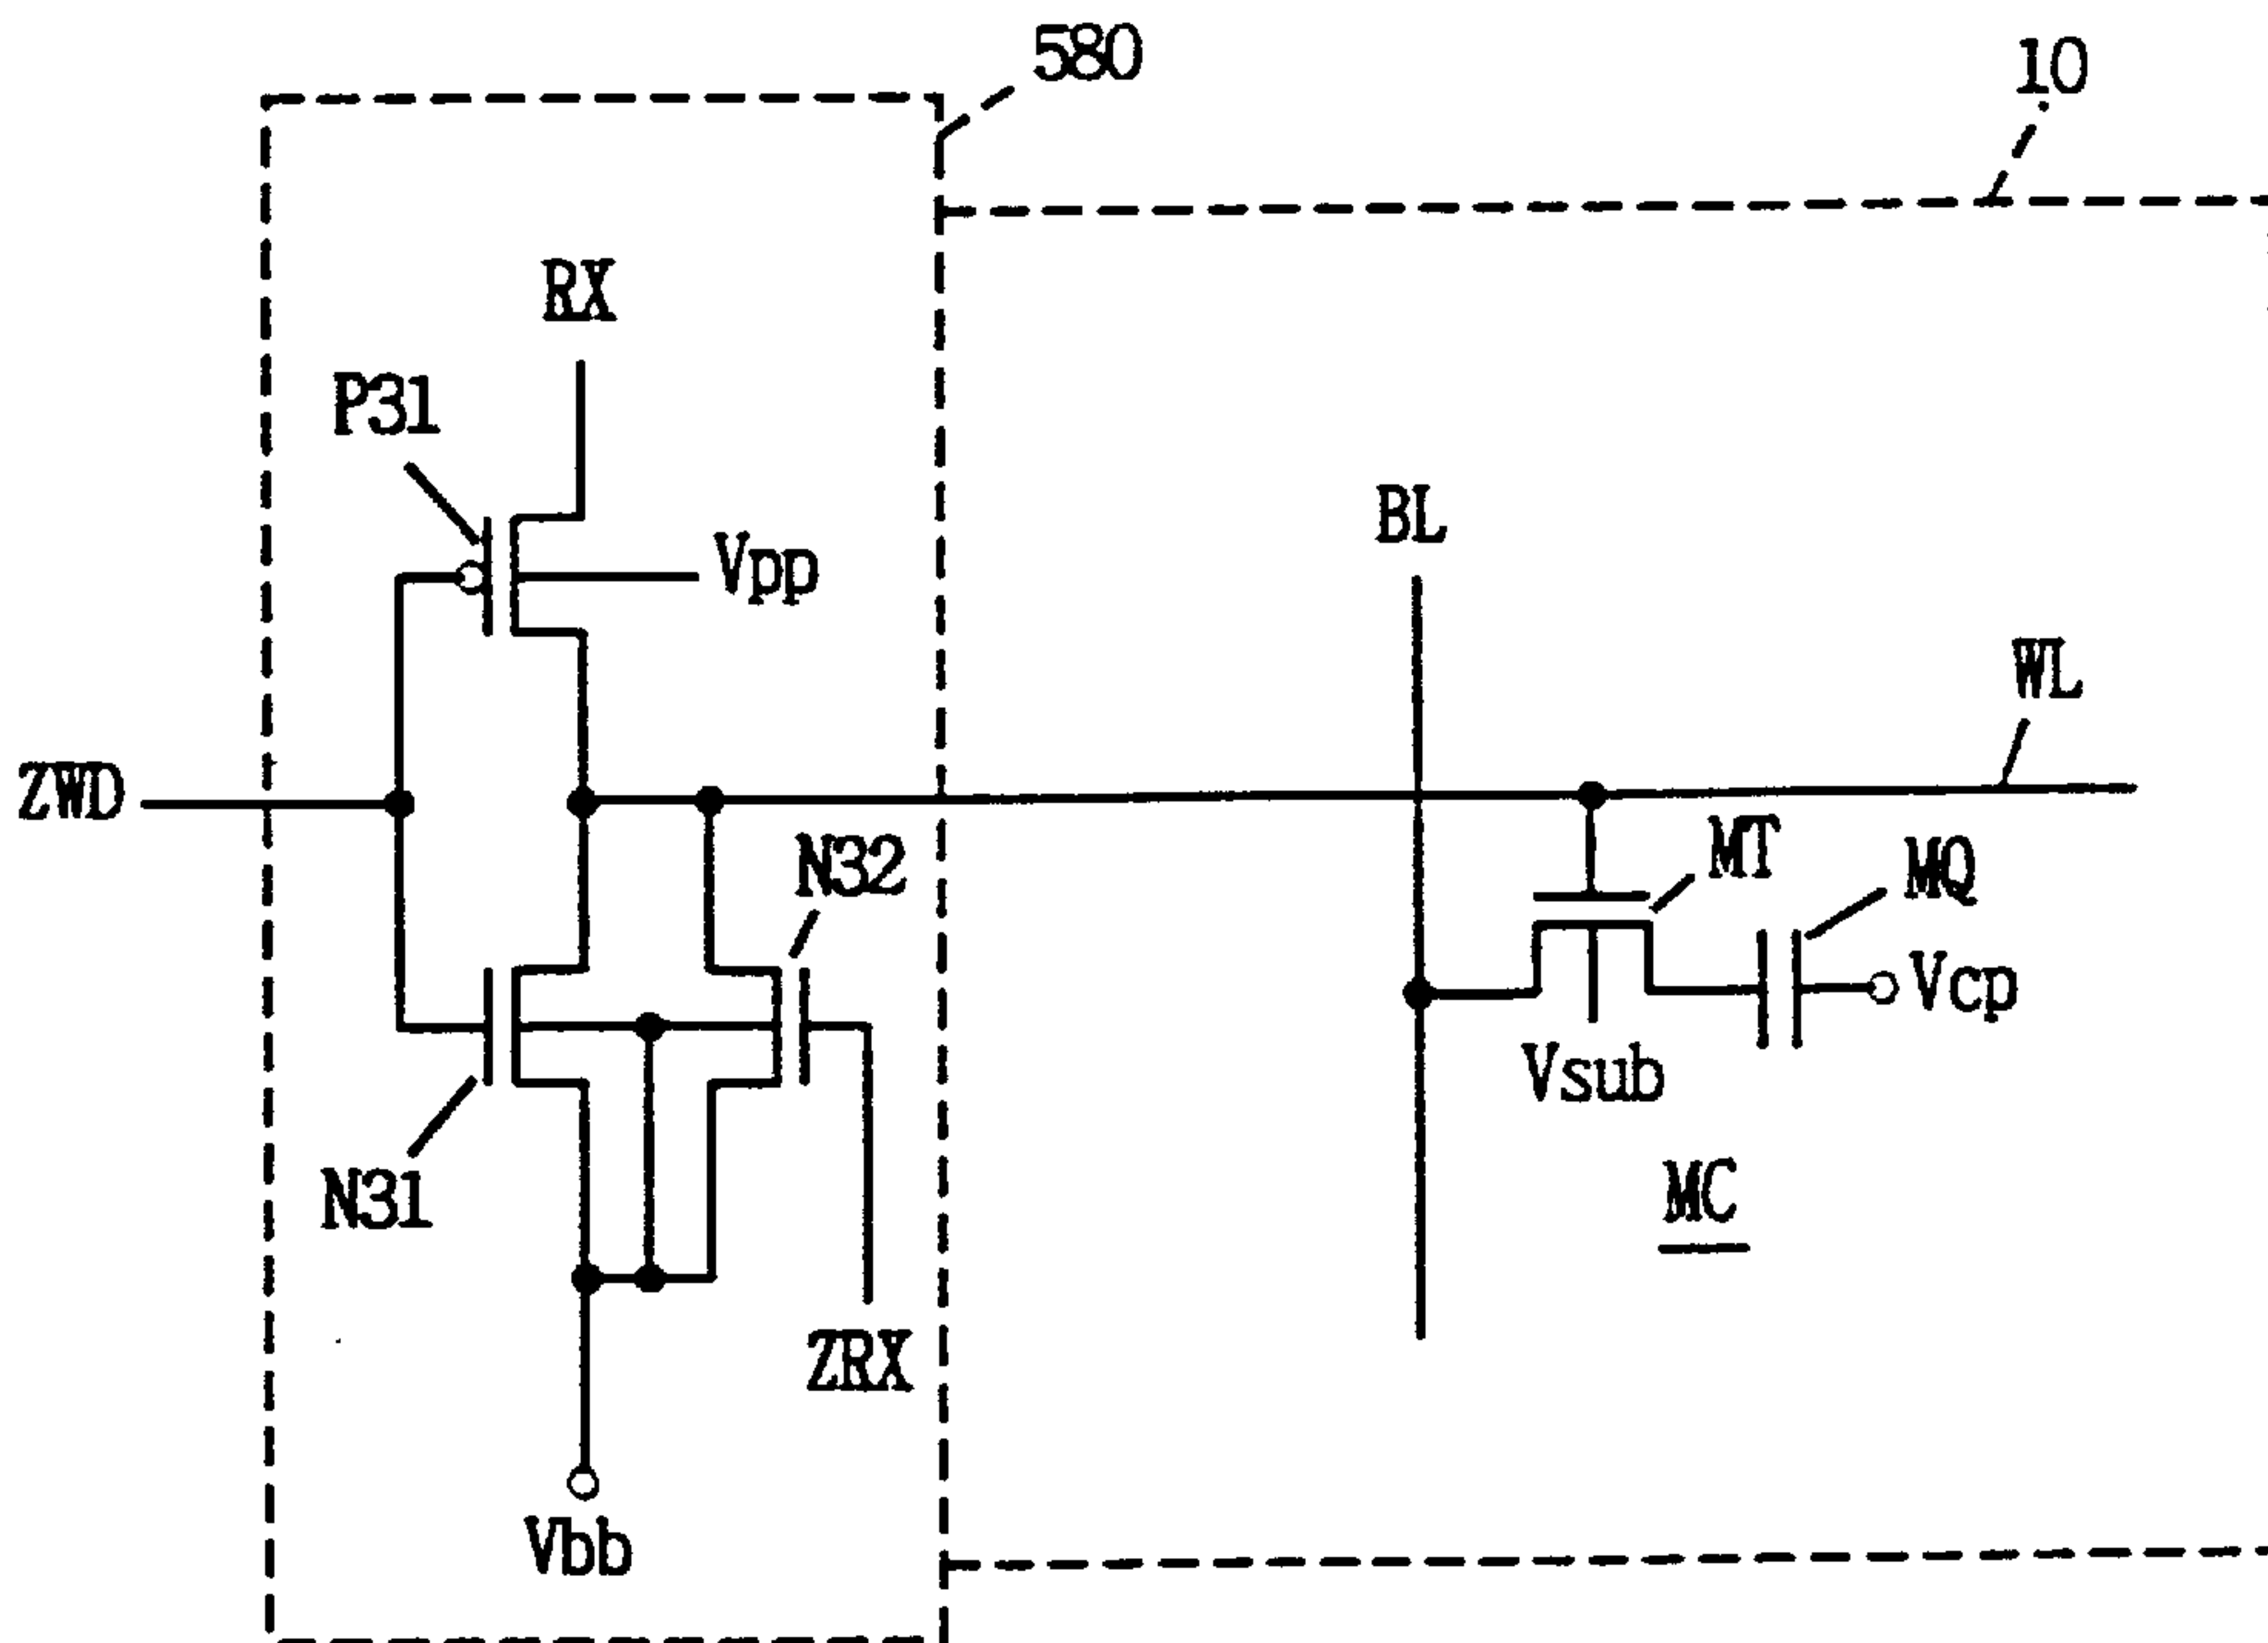 580
10
RX
P31
Vpp
BL
WL
ZWD
N32
MT
MQ
Vcp
Vsub
N31
MC
ZRX
Vbb